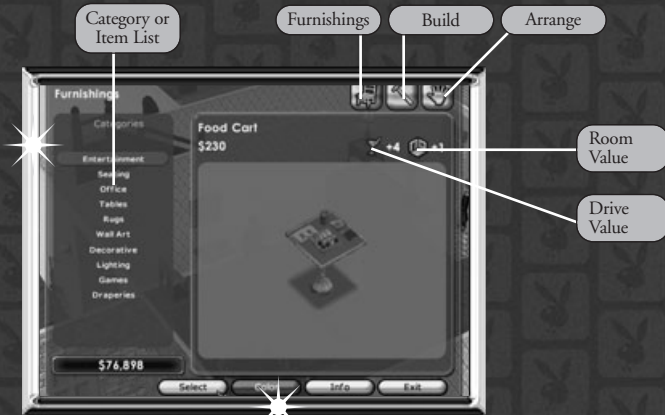 Category or
Item List
Furnishings
Build
Arrange
Furnishings
Categories
Entertainment
Seating
Office
Tables
Rugs
Wall Art
Decorative
Lighting
Games
Draperies
$76,898
Food Cart
$230
+4
+1
Room
Value
Drive
Value
Select
Color
Info
Exit